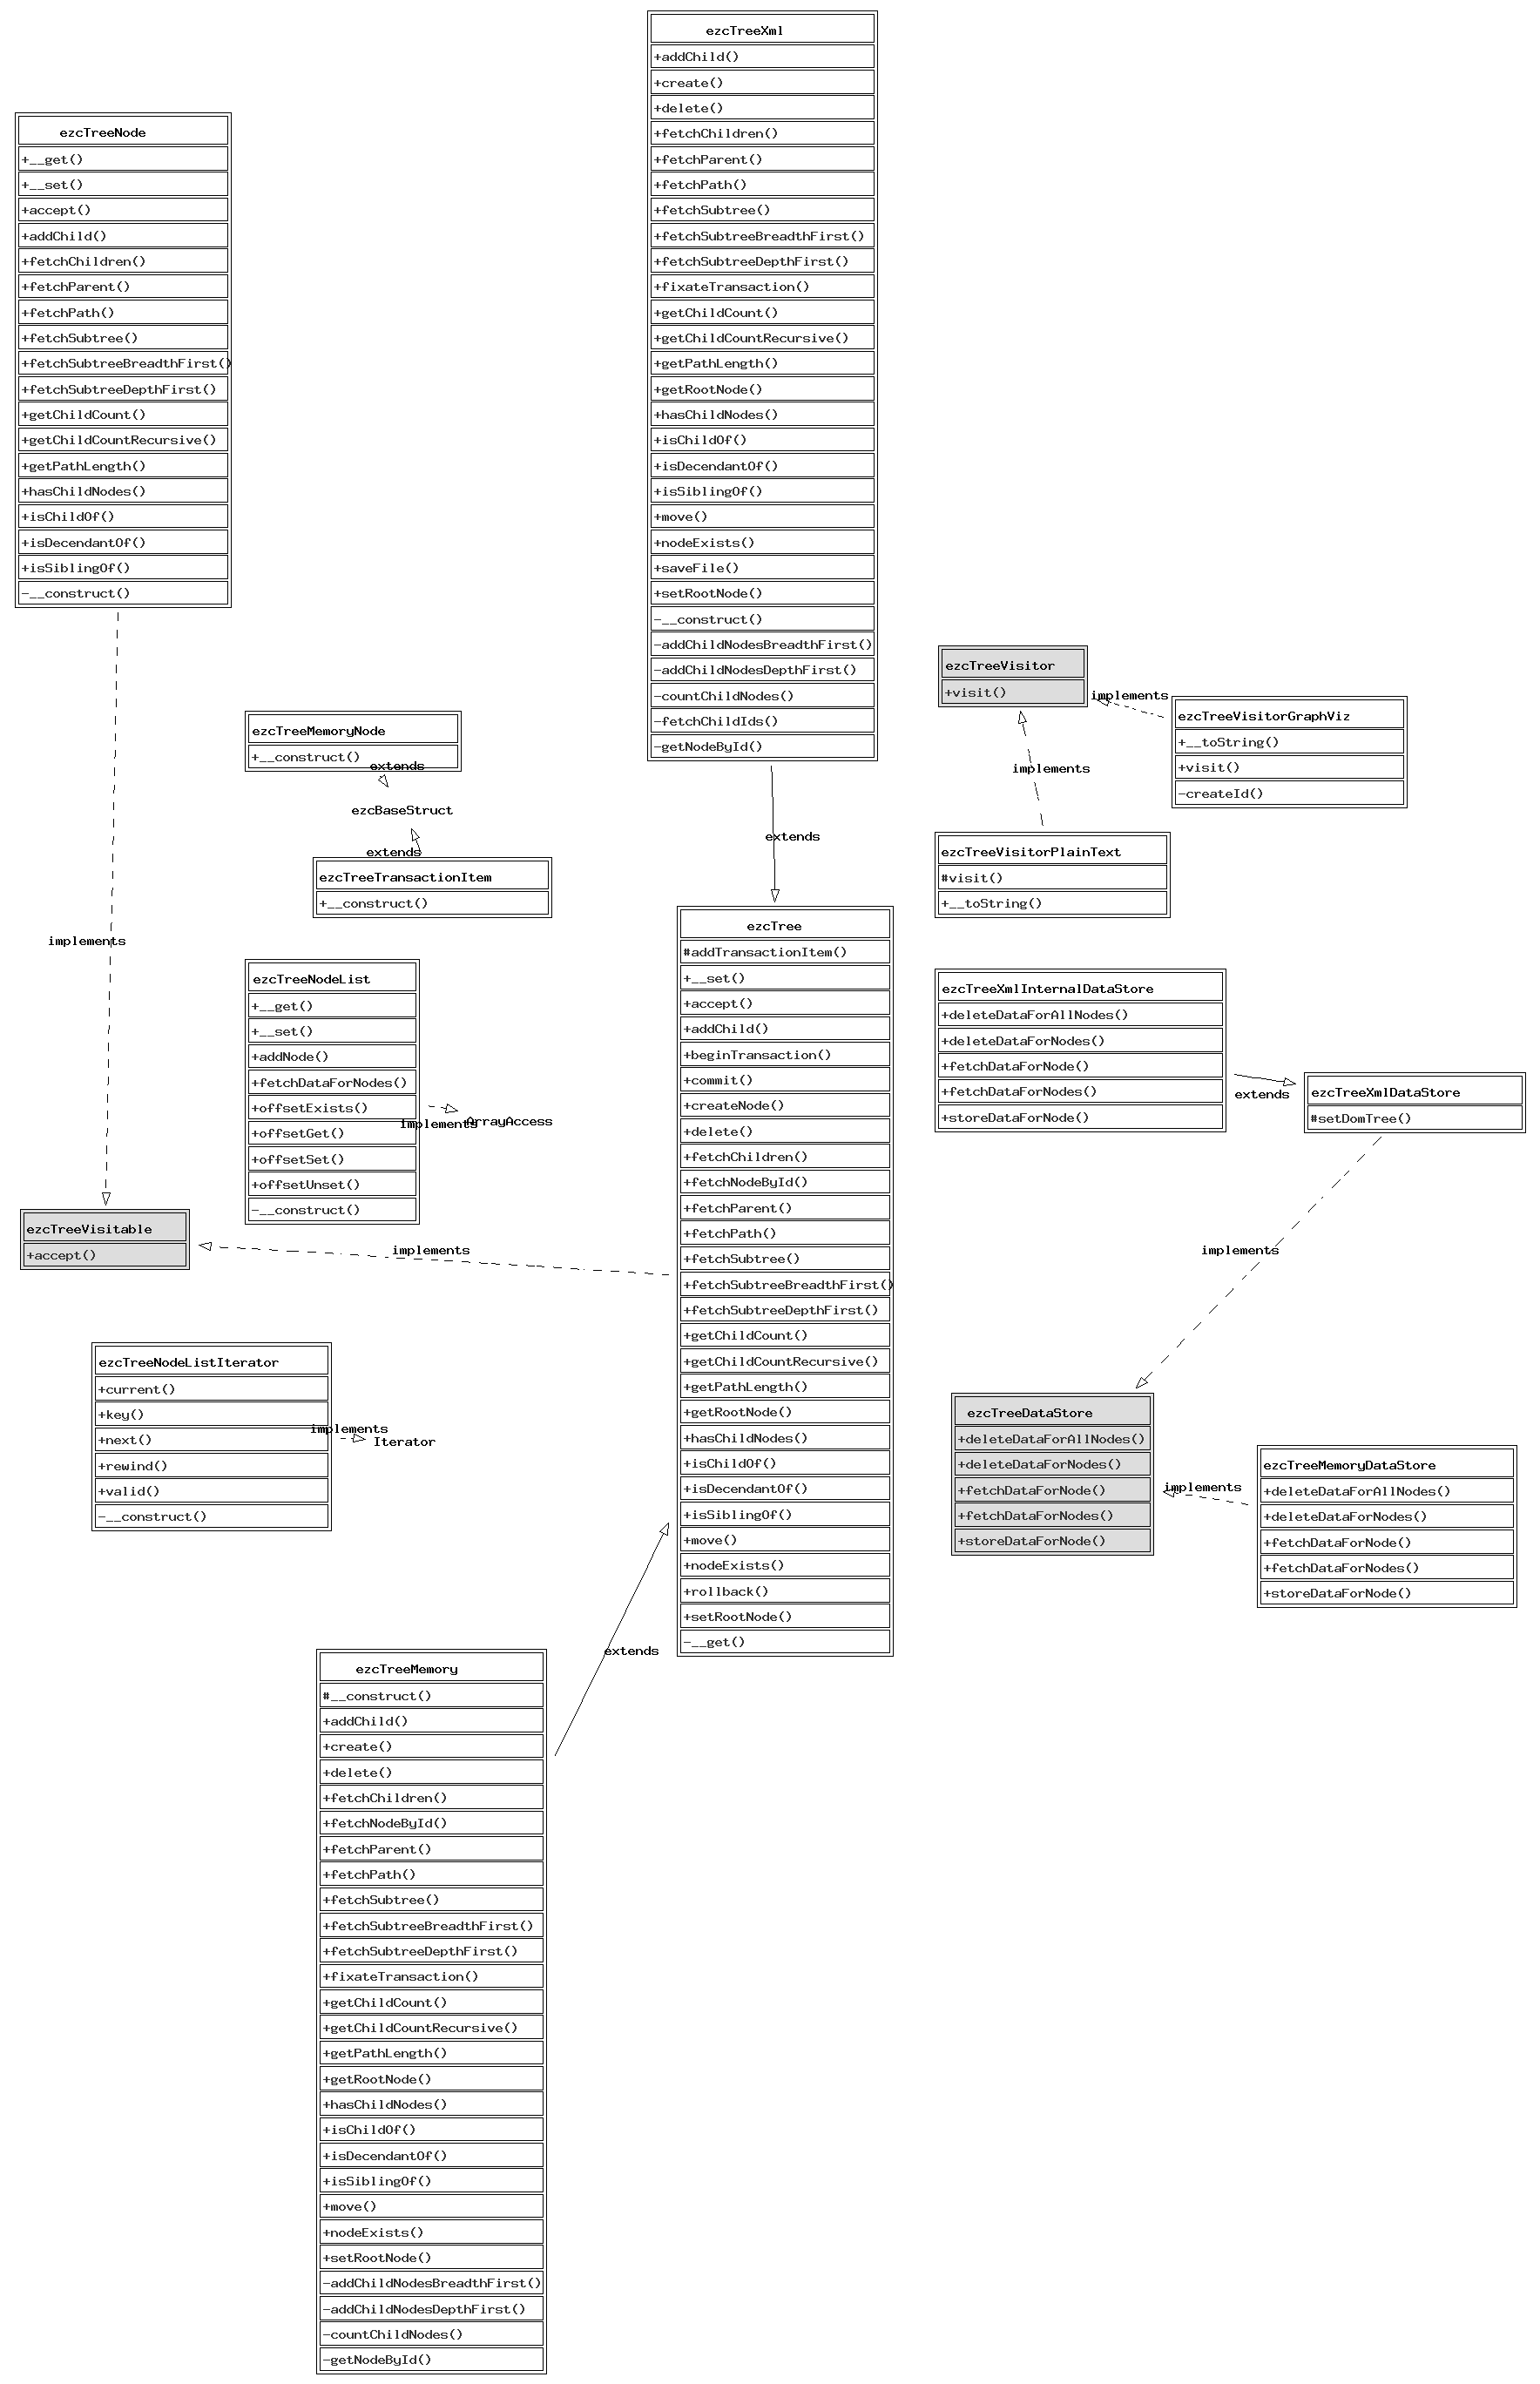 ezcTreeXml
+addChild()
+create()
+delete()
+fetchChildren()
+fetchParent()
+fetchPath()
+fetchSubtree()
+fetchSubtreeBreadthFirst()
+fetchSubtreeDepthFirst()
+fixateTransaction()
+getChildCount()
+getChildCountRecursive()
+getPathLength()
+getRootNode()
+hasChildNodes()
+isChildOf()
+isDecendantOf()
+isSiblingOf()
+move()
+nodeExists()
+saveFile()
+setRootNode()
-__construct()
-addChildNodesBreadthFirst()
-addChildNodesDepthFirst()
-countChildNodes()
-fetchChildIds()
-getNodeById()
extends
ezcTreeNode
+__get()
+__set()
+accept()
+addChild()
+fetchChildren()
+fetchParent()
+fetchPath()
+fetchSubtree()
+fetchSubtreeBreadthFirst()
+fetchSubtreeDepthFirst()
+getChildCount()
+getChildCountRecursive()
+getPathLength()
+hasChildNodes()
+isChildOf()
+isDecendantOf()
+isSiblingOf()
-__construct()
implements
ezcTreeVisitor
+visit()
implements
ezcTreeVisitorGraphViz
+__toString()
+visit()
-createId()
implements
ezcTreeVisitorPlainText
#visit()
+__toString()
ezcTreeMemoryNode
+__construct()
extends
ezcBaseStruct
extends
ezcTreeTransactionItem
+__construct()
ezcTree
#addTransactionItem()
+__set()
+accept()
+addChild()
+beginTransaction()
+commit()
+createNode()
+delete()
+fetchChildren()
+fetchNodeById()
+fetchParent()
+fetchPath()
+fetchSubtree()
+fetchSubtreeBreadthFirst()
+fetchSubtreeDepthFirst()
+getChildCount()
+getChildCountRecursive()
+getPathLength()
+getRootNode()
+hasChildNodes()
+isChildOf()
+isDecendantOf()
+isSiblingOf()
+move()
+nodeExists()
+rollback()
+setRootNode()
-__get()
ezcTreeNodeList
+__get()
+__set()
+addNode()
+fetchDataForNodes()
+offsetExists()
+offsetGet()
+offsetSet()
+offsetUnset()
-__construct()
implements
ArrayAccess
ezcTreeXmlInternalDataStore
+deleteDataForAllNodes()
+deleteDataForNodes()
+fetchDataForNode()
+fetchDataForNodes()
+storeDataForNode()
extends
ezcTreeXmlDataStore
#setDomTree()
implements
ezcTreeVisitable
+accept()
implements
ezcTreeNodeListIterator
+current()
+key()
+next()
+rewind()
+valid()
-__construct()
implements
Iterator
ezcTreeDataStore
+deleteDataForAllNodes()
+deleteDataForNodes()
+fetchDataForNode()
+fetchDataForNodes()
+storeDataForNode()
implements
ezcTreeMemoryDataStore
+deleteDataForAllNodes()
+deleteDataForNodes()
+fetchDataForNode()
+fetchDataForNodes()
+storeDataForNode()
extends
ezcTreeMemory
#__construct()
+addChild()
+create()
+delete()
+fetchChildren()
+fetchNodeById()
+fetchParent()
+fetchPath()
+fetchSubtree()
+fetchSubtreeBreadthFirst()
+fetchSubtreeDepthFirst()
+fixateTransaction()
+getChildCount()
+getChildCountRecursive()
+getPathLength()
+getRootNode()
+hasChildNodes()
+isChildOf()
+isDecendantOf()
+isSiblingOf()
+move()
+nodeExists()
+setRootNode()
-addChildNodesBreadthFirst()
-addChildNodesDepthFirst()
-countChildNodes()
-getNodeById()